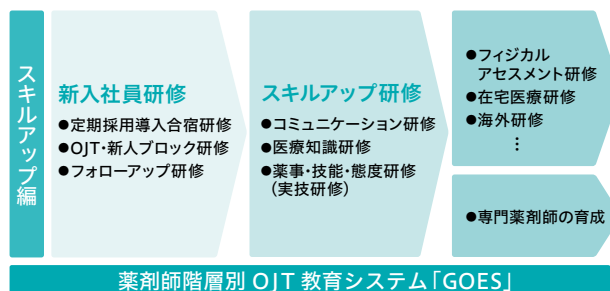 スキルアップ編
新入社員研修
●定期採用導入合宿研修
●OJT・新人ブロック研修
●フォローアップ研修
スキルアップ研修
●コミュニケーション研修
●医療知識研修
●薬事・技能・態度研修
(実技研修)
●フィジカル
アセスメント研修
●在宅医療研修
●海外研修
⋮
●専門薬剤師の育成
薬剤師階層別 OJT 教育システム「GOES」